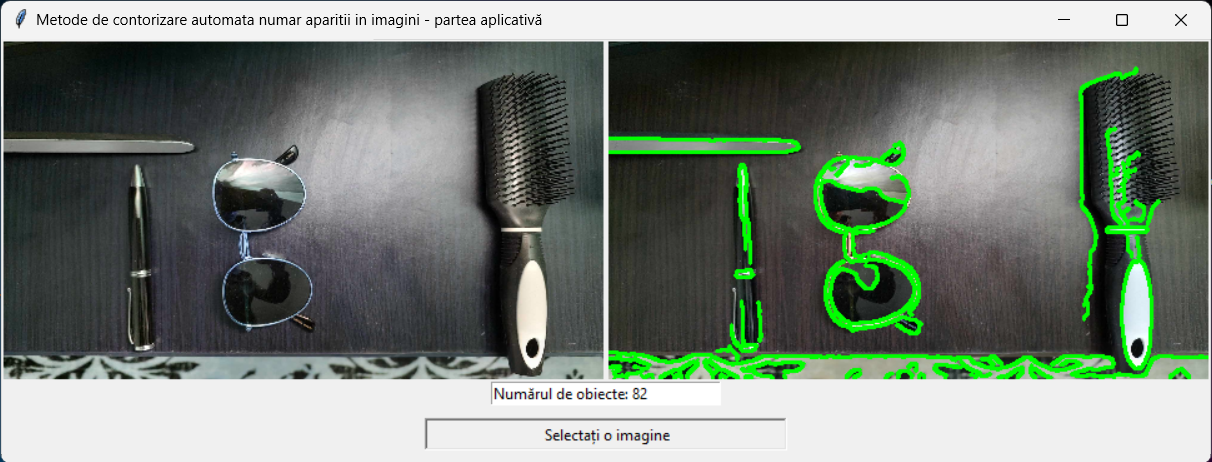 Metode de contorizare automata numar aparitii in imagini - partea aplicativă
Numărul de obiecte: 82
Selectați o imagine